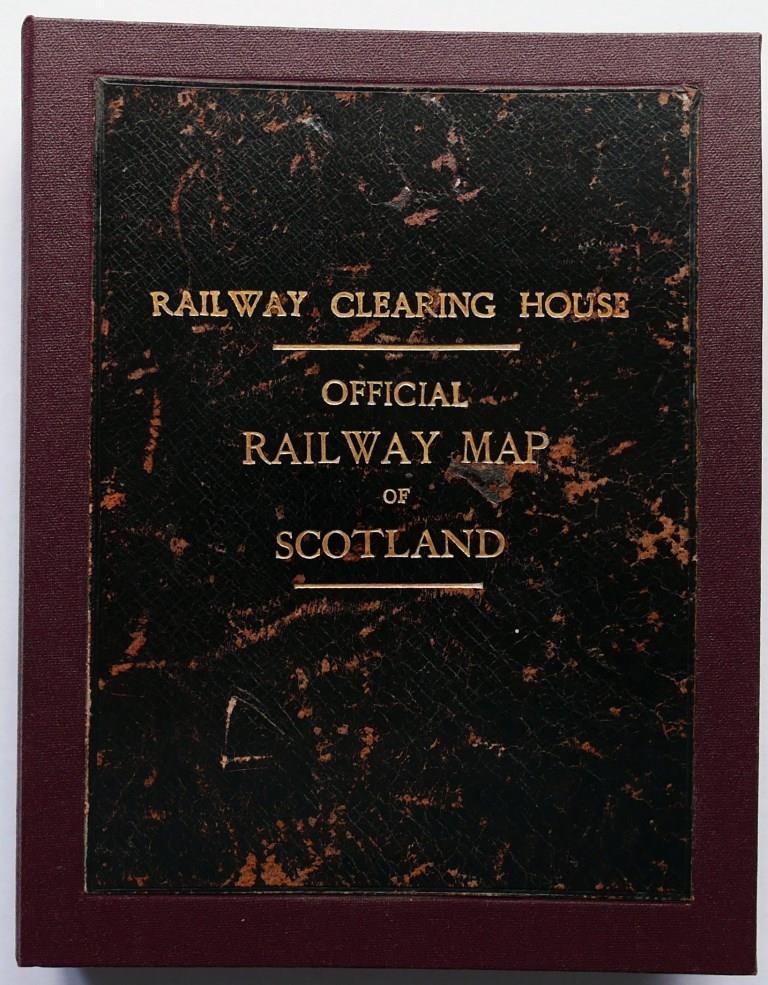 RAILWAY CLEARING HOUSE
OFFICIAL
RAILWAY MAP
OF
SCOTLAND